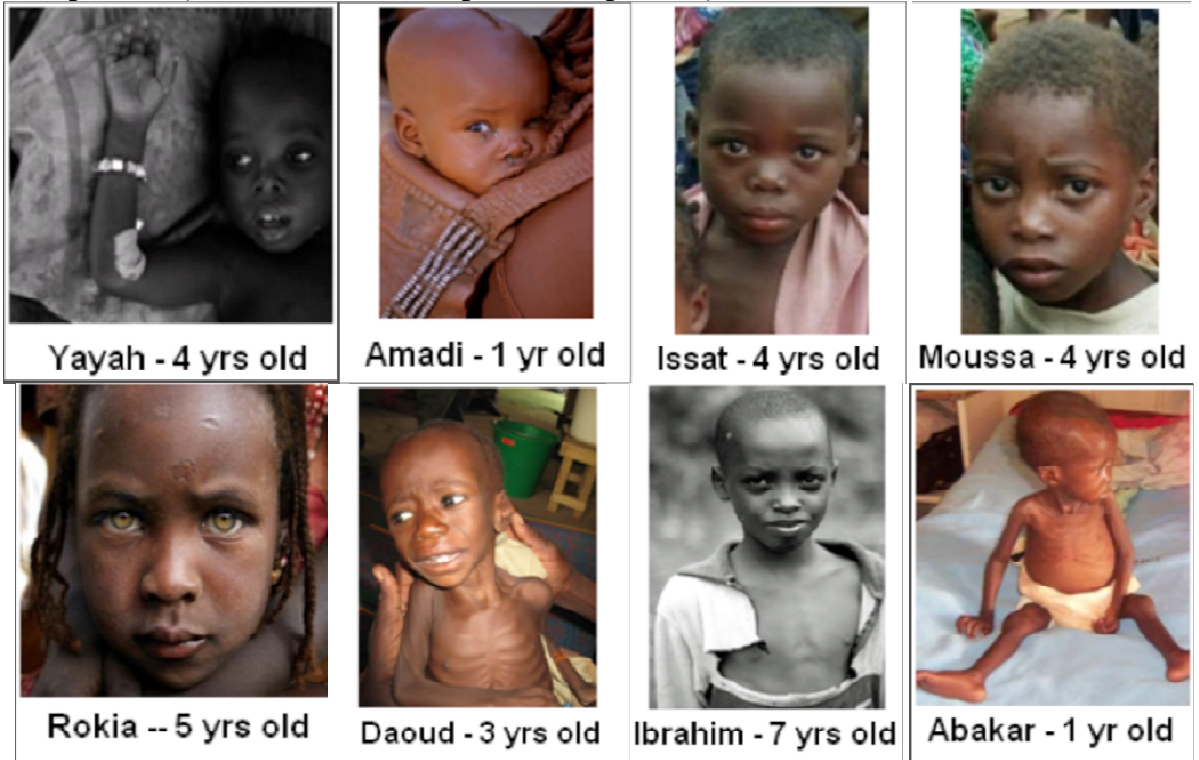 Yayah - 4 yrs old
Amadi - 1 yr old
Issat - 4 yrs old
Moussa - 4 yrs old
Rokia -- 5 yrs old
Daoud - 3 yrs old
Ibrahim - 7 yrs old
Abakar - 1 yr old